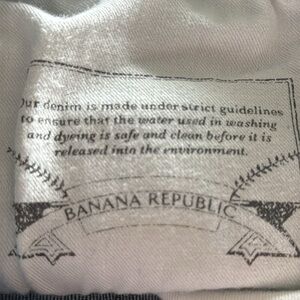 Our denim is made under strict guidelines
to ensure that the water used in washing
and dyeing is safe and clean before it is
released into the environment.
BANANA REPUBLIC